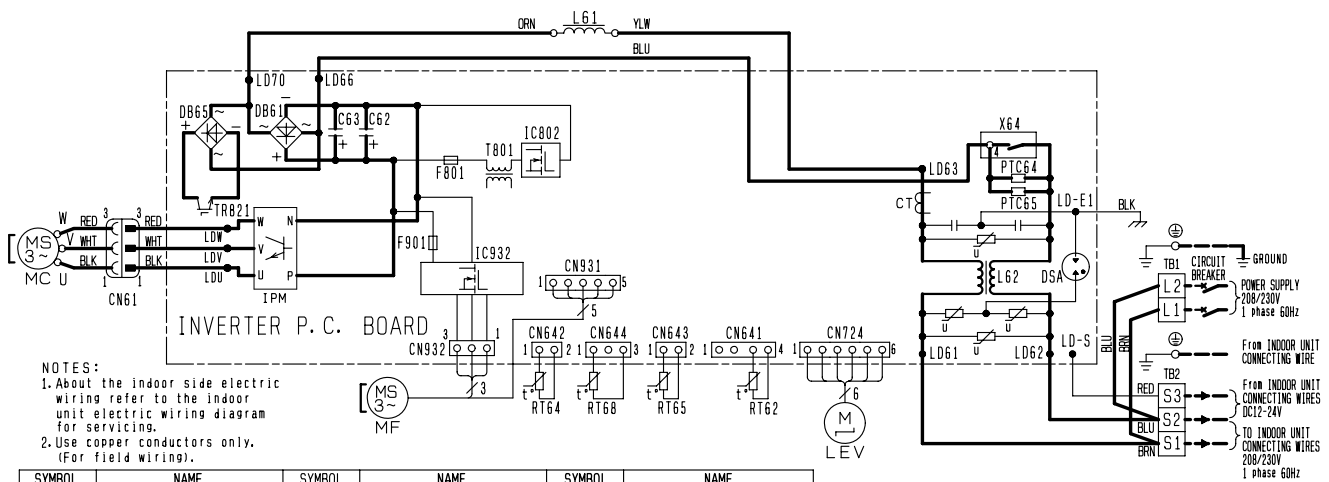 L61
ORN
YLW
BLU
LD70
LD66
DB65
DB61
~
~
+
-
~
-
~
+
C63
C62
+
+
IC802
T801
F801
X64
4
PTC64
PTC65
LD63
CT
LD-E1
BLK
TR821
W
RED
3
3
RED
LDW
W
N
MS
3~
V
WHT
WHT
LDV
V
F901
IC932
MC
U
BLK
1
1
BLK
LDU
U
P
CN61
IPM
CN931
1
5
5
U
L62
DSA
GROUND
TB1
CIRCUIT
BREAKER
L2
L1
POWER SUPPLY
208/230V
1 phase 60Hz
INVERTER P. C. BOARD
3
1
CN932
3
CN642
1
2
CN644
1
3
CN643
1
2
CN641
1
4
CN724
1
6
U
U
U
LD61
LD62
LD-S
BLU
BRN
From INDOOR UNIT
CONNECTING WIRE
TB2
NOTES:
1. About the indoor side electric
wiring refer to the indoor
unit electric wiring diagram
for servicing.
2. Use copper conductors only.
(For field wiring).
MS
3~
MF
t°
RT64
t°
RT68
t°
RT65
t°
RT62
6
M
LEV
RED
S3
From INDOOR UNIT
CONNECTING WIRES
DC12-24V
BLU
S2
BRN
S1
TO INDOOR UNIT
CONNECTING WIRES
208/230V
1 phase 60Hz
SYMBOL NAME SYMBOL NAME SYMBOL NAME